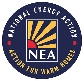 NATIONAL ENERGY ACTION
NEA
ACTION FOR WARM HOMES